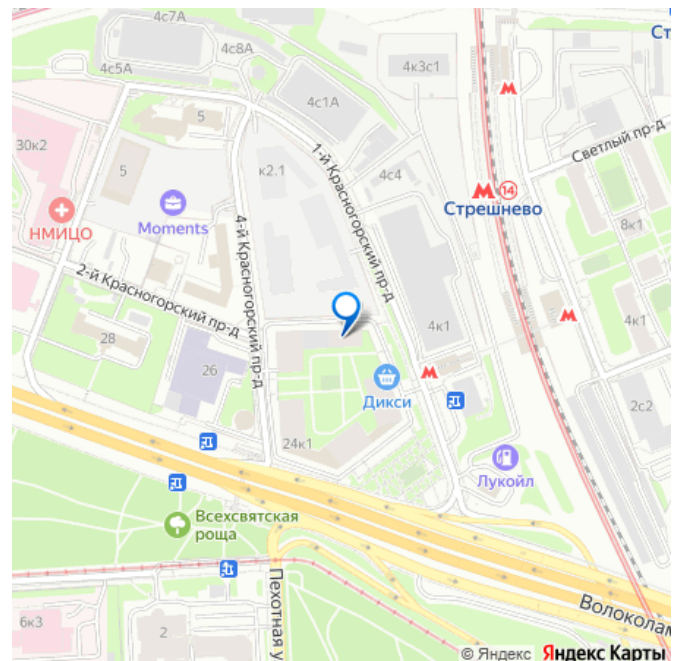 4с7А
4с8А
4с5А
4к3с1
Ст
5
4с1А
Светлый пр-д
30к2
5
к2.1
1-й Красногорский пр-д
4с4
14
Стрешнево
НМИЦО
Moments
8к1
4-й Красногорский пр-д
2-й Красногорский пр-д
28
4к1
4к1
26
Дикси
2с2
24к1
Лукойл
Всехсвятская
роща
6к3
2
Пехотная у
Волоколам
© Яндекс Яндекс Карты